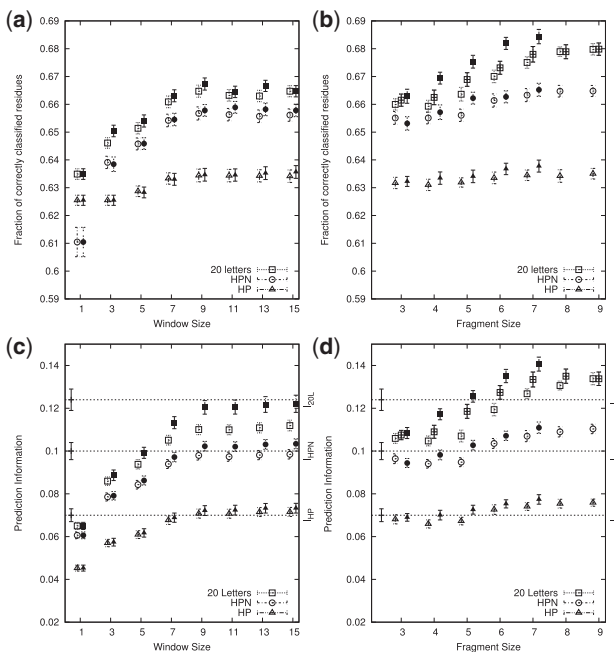 (a)
Fraction of correctly classified residues
0.69
0.68
0.67
0.66
0.65
0.64
0.63
0.62
0.61
0.6
0.59
20 letters
HPN
HP
1 3 5 7 9 11 13 15
Window Size
(b)
Fraction of correctly classified residues
0.69
0.68
0.67
0.66
0.65
0.64
0.63
0.62
0.61
0.6
0.59
20 letters
HPN
HP
3 4 5 6 7 8 9
Fragment Size
(c)
Prediction Information
0.14
0.12
0.1
0.08
0.06
0.04
0.02
I20L
IHPN
IHP
20 Letters
HPN
HP
1 3 5 7 9 11 13 15
Window Size
(d)
Prediction Information
0.14
0.12
0.1
0.08
0.06
0.04
0.02
20 Letters
HPN
HP
3 4 5 6 7 8 9
Fragment Size